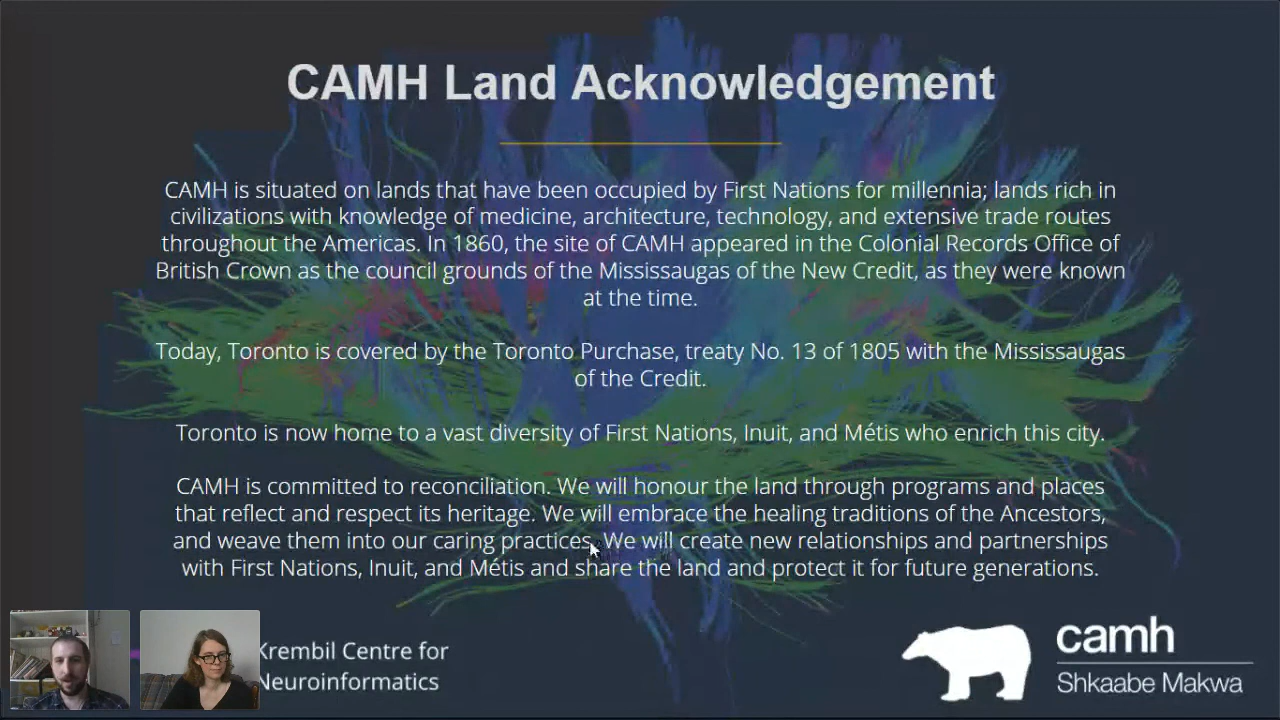 CAMH Land Acknowledgement
CAMH is situated on lands that have been occupied by First Nations for millennia; lands rich in
civilizations with knowledge of medicine, architecture, technology, and extensive trade routes
throughout the Americas. In 1860, the site of CAMH appeared in the Colonial Records Office of
British Crown as the council grounds of the Mississaugas of the New Credit, as they were known
at the time.
Today, Toronto is covered by the Toronto Purchase, treaty No. 13 of 1805 with the Mississaugas
of the Credit.
Toronto is now home to a vast diversity of First Nations, Inuit, and Métis who enrich this city.
CAMH is committed to reconciliation. We will honour the land through programs and places
that reflect and respect its heritage. We will embrace the healing traditions of the Ancestors,
and weave them into our caring practices. We will create new relationships and partnerships
with First Nations, Inuit, and Métis and share the land and protect it for future generations.
Krembil Centre for
Neuroinformatics
camh
Shkaabe Makwa